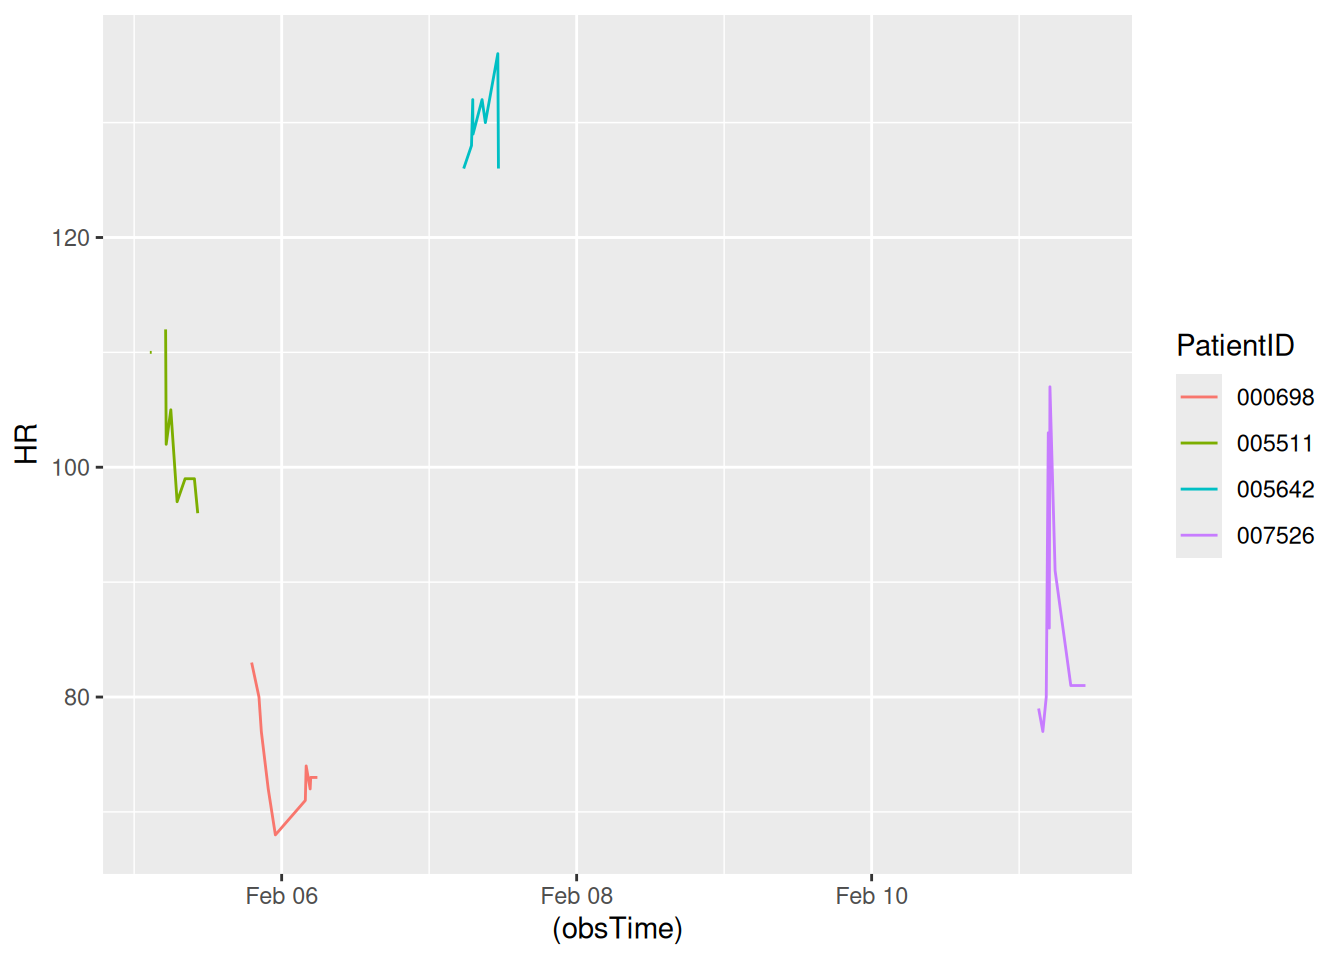 HR
120
100
80
Feb 06
Feb 08
Feb 10
(obsTime)
PatientID
000698
005511
005642
007526